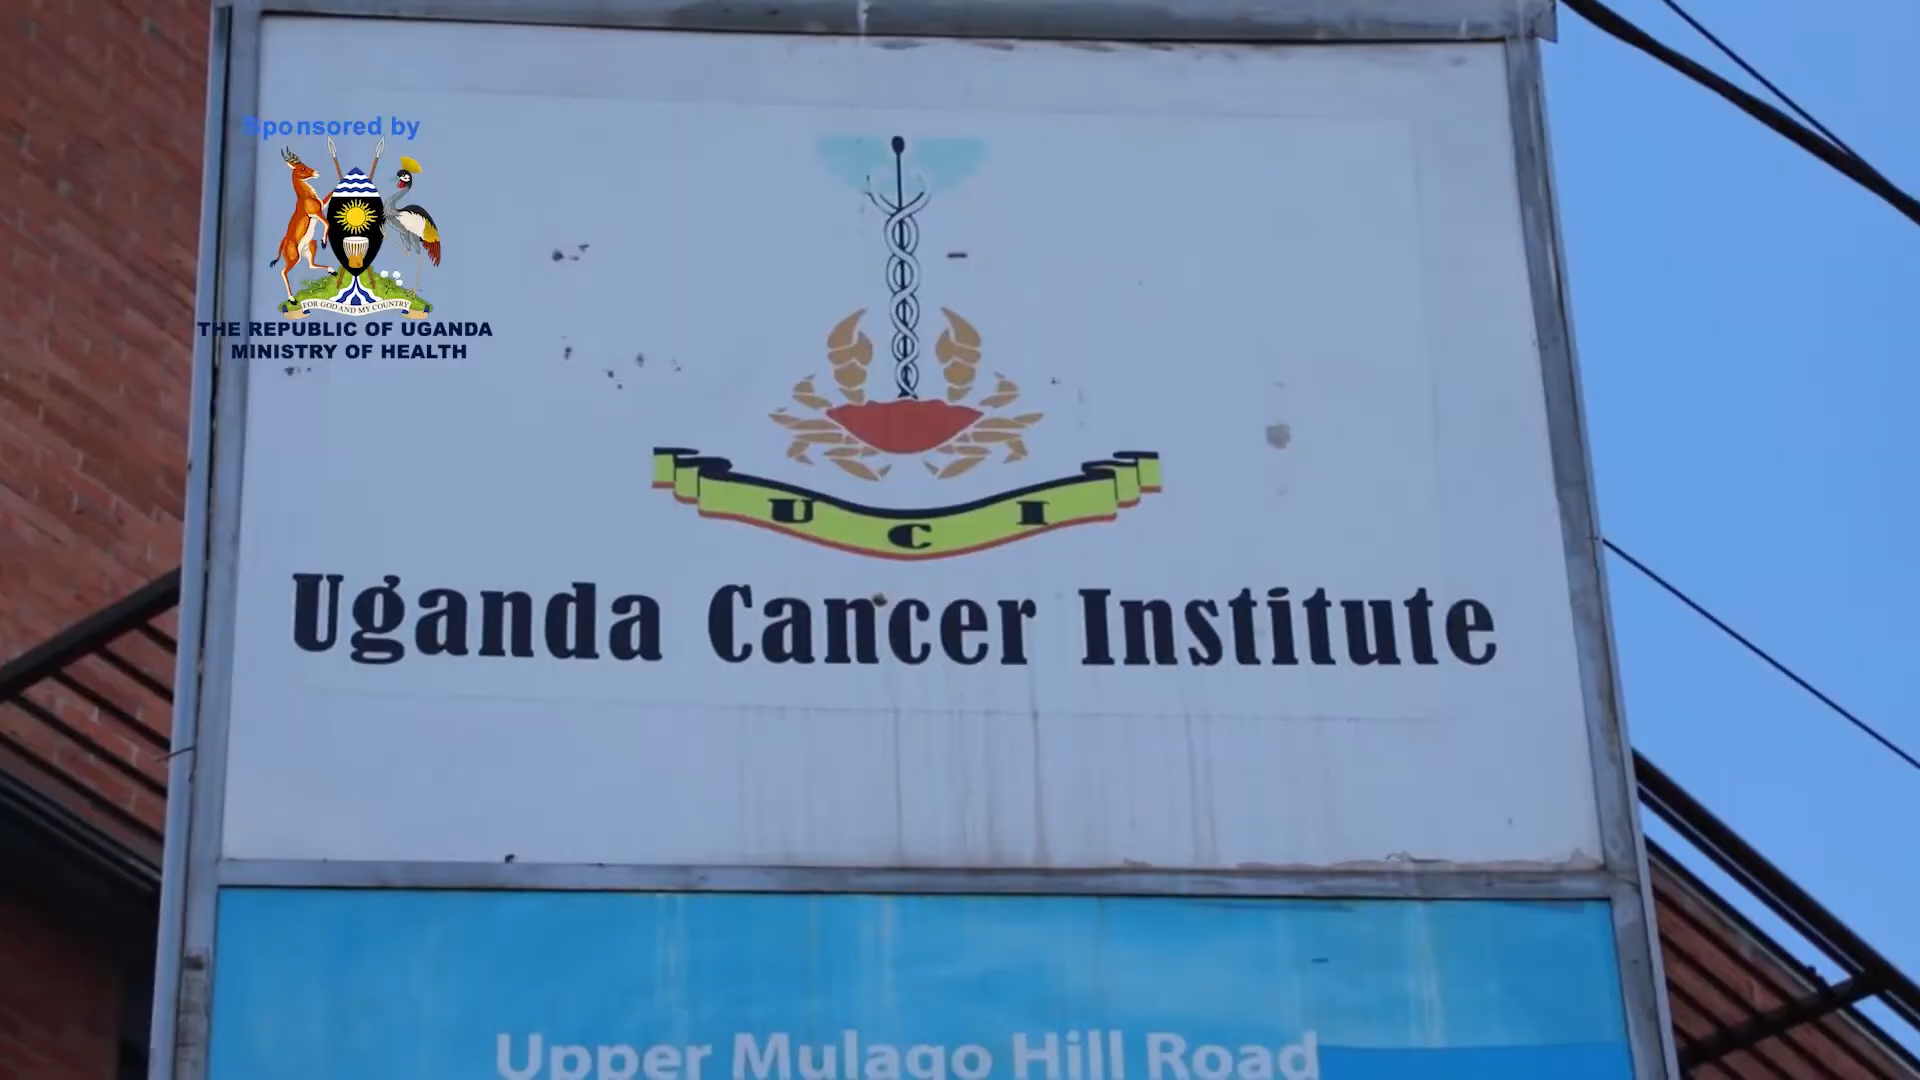 Sponsored by
FOR GOD AND MY COUNTRY
THE REPUBLIC OF UGANDA
MINISTRY OF HEALTH
U C I
Uganda Cancer Institute
Upper Mulago Hill Road